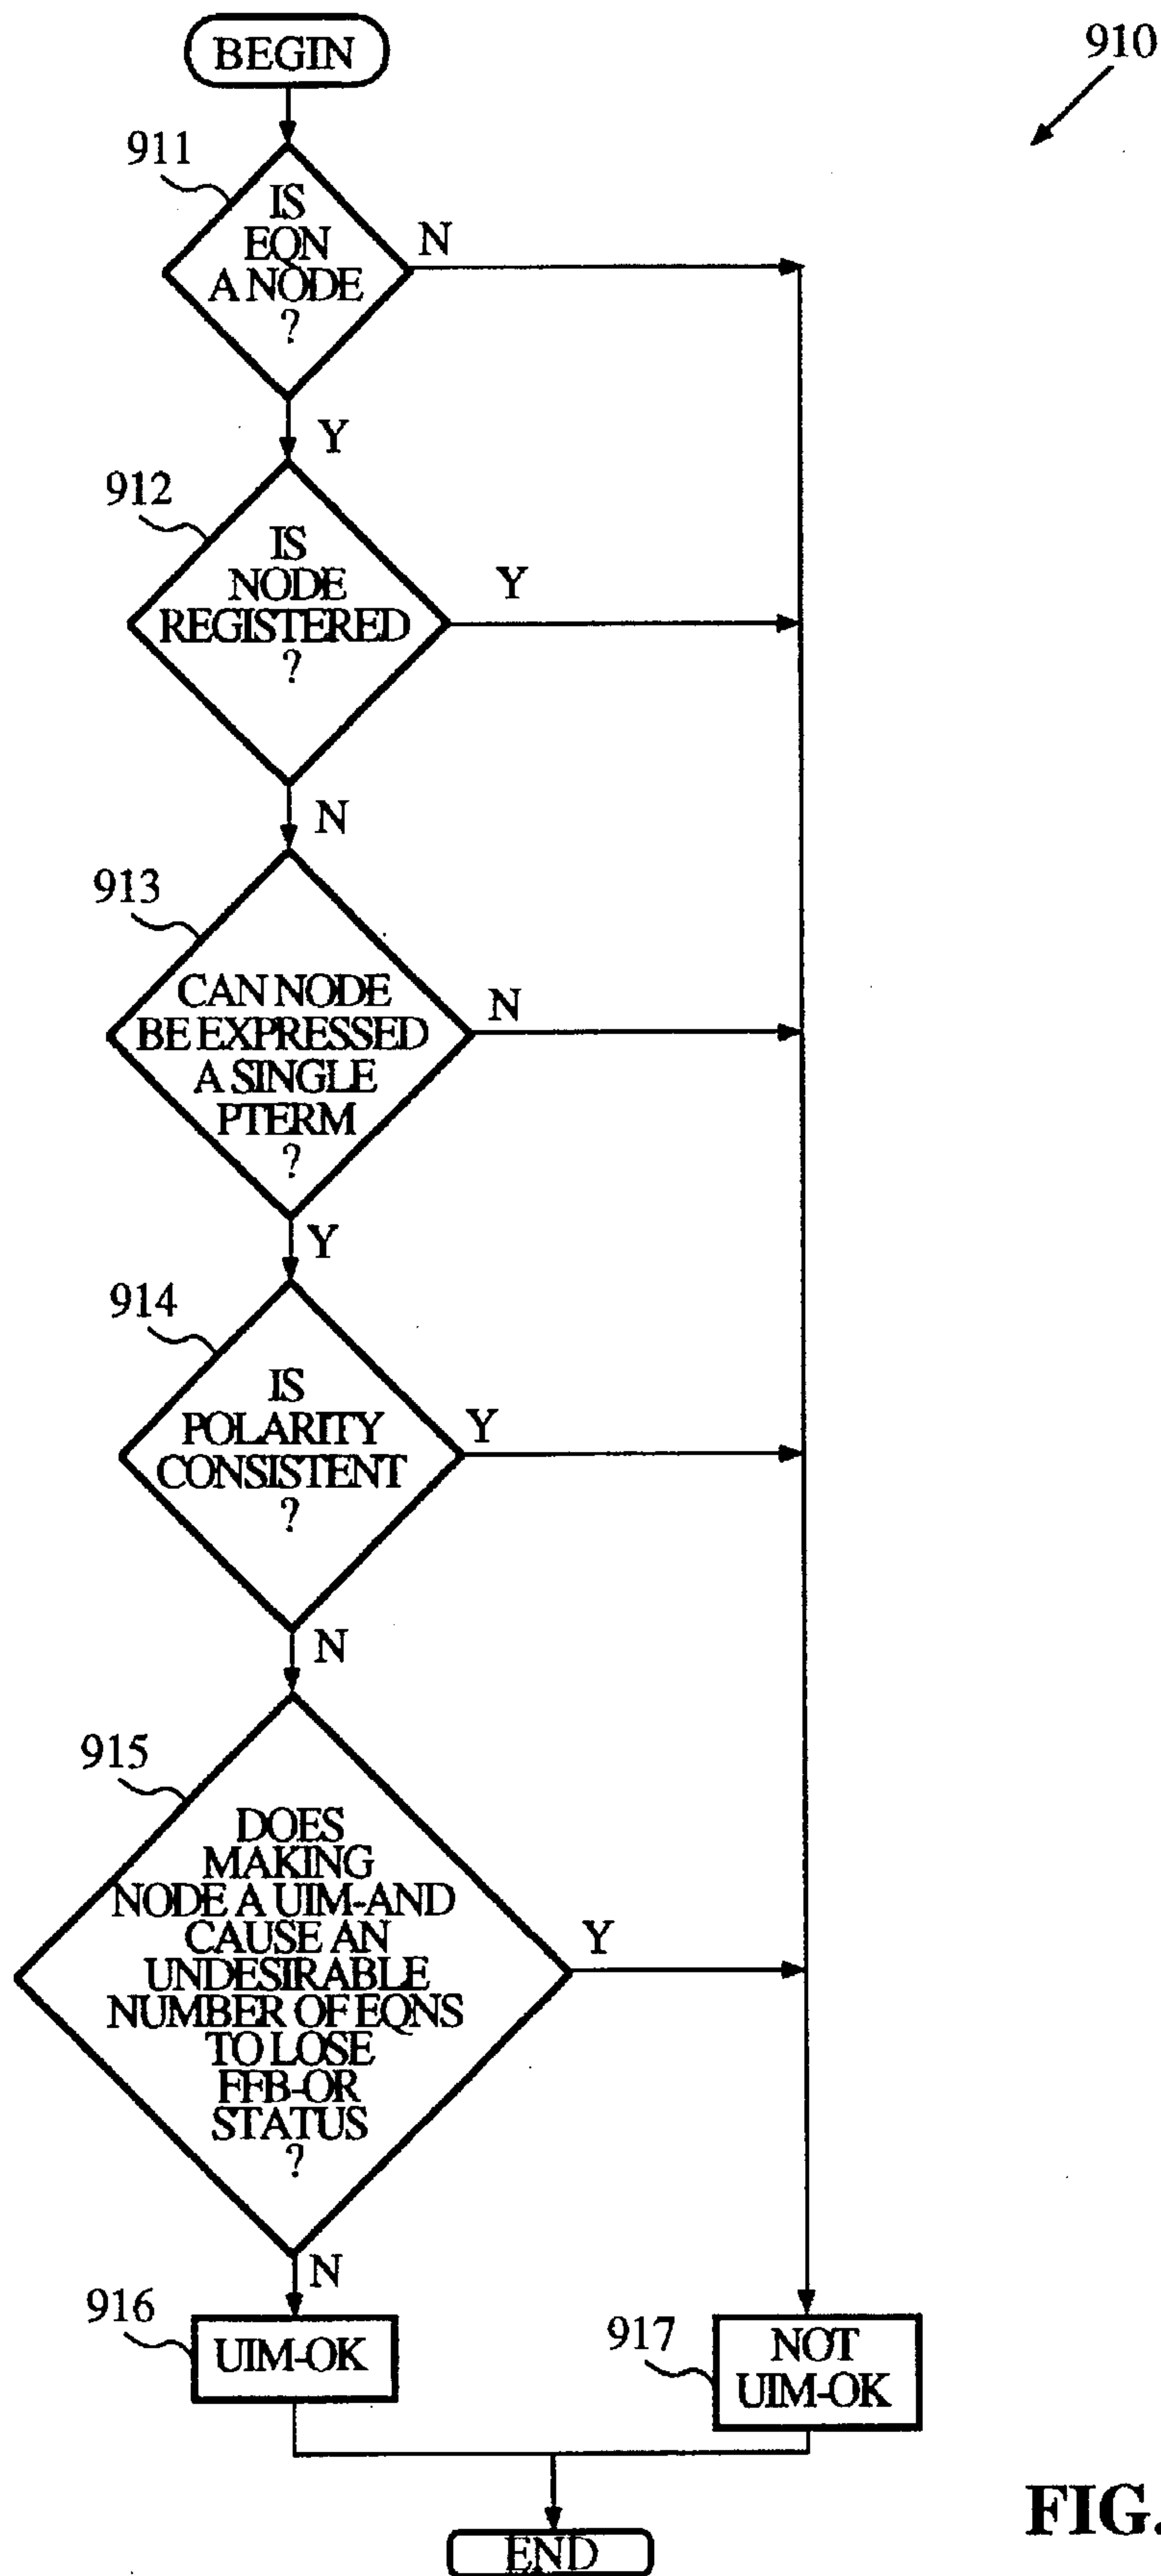 BEGIN
910
911
IS
EQN
A NODE
?
N
Y
912
IS
NODE
REGISTERED
?
Y
N
913
CAN NODE
BE EXPRESSED
A SINGLE
PTERM
?
N
Y
914
IS
POLARITY
CONSISTENT
?
Y
N
915
DOES
MAKING
NODE A UIM-AND
CAUSE AN
UNDESIRABLE
NUMBER OF EQNS
TO LOSE
FFB-OR
STATUS
?
Y
N
916
UIM-OK
917
NOT
UIM-OK
END
FIG.